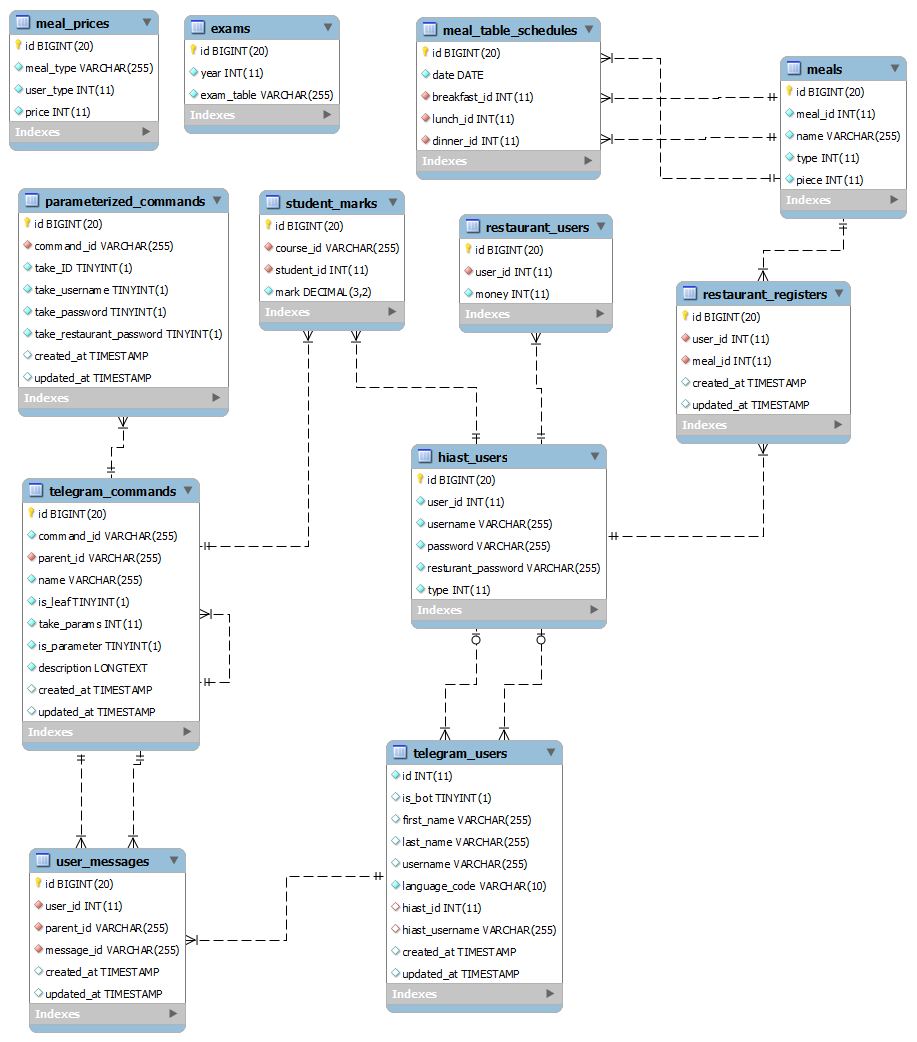 meal_prices
id BIGINT(20)
meal_type VARCHAR(255)
user_type INT(11)
price INT(11)
Indexes
exams
id BIGINT(20)
year INT(11)
exam_table VARCHAR(255)
Indexes
meal_table_schedules
id BIGINT(20)
date DATE
breakfast_id INT(11)
lunch_id INT(11)
dinner_id INT(11)
Indexes
meals
id BIGINT(20)
meal_id INT(11)
name VARCHAR(255)
type INT(11)
piece INT(11)
Indexes
parameterized_commands
id BIGINT(20)
command_id VARCHAR(255)
take_ID TINYINT(1)
take_username TINYINT(1)
take_password TINYINT(1)
take_restaurant_password TINYINT(1)
created_at TIMESTAMP
updated_at TIMESTAMP
Indexes
student_marks
id BIGINT(20)
course_id VARCHAR(255)
student_id INT(11)
mark DECIMAL(3,2)
Indexes
restaurant_users
id BIGINT(20)
user_id INT(11)
money INT(11)
Indexes
restaurant_registers
id BIGINT(20)
user_id INT(11)
meal_id INT(11)
created_at TIMESTAMP
updated_at TIMESTAMP
Indexes
telegram_commands
id BIGINT(20)
command_id VARCHAR(255)
parent_id VARCHAR(255)
name VARCHAR(255)
is_leaf TINYINT(1)
take_params INT(11)
is_parameter TINYINT(1)
description LONGTEXT
created_at TIMESTAMP
updated_at TIMESTAMP
Indexes
hiast_users
id BIGINT(20)
user_id INT(11)
username VARCHAR(255)
password VARCHAR(255)
resturant_password VARCHAR(255)
type INT(11)
Indexes
user_messages
id BIGINT(20)
user_id INT(11)
parent_id VARCHAR(255)
message_id VARCHAR(255)
created_at TIMESTAMP
updated_at TIMESTAMP
Indexes
telegram_users
id INT(11)
is_bot TINYINT(1)
first_name VARCHAR(255)
last_name VARCHAR(255)
username VARCHAR(255)
language_code VARCHAR(10)
hiast_id INT(11)
hiast_username VARCHAR(255)
created_at TIMESTAMP
updated_at TIMESTAMP
Indexes